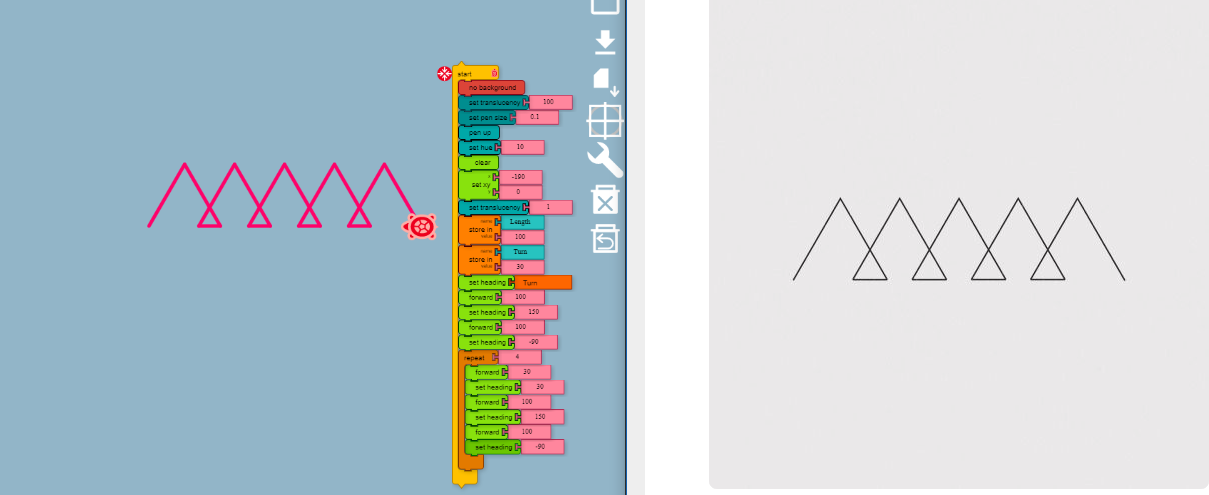 start
no background
set translucency 100
set pen size 0.1
pen up
set hue 10
clear
x -190
set xy
y 0
set translucency 1
name Length
store in
value 100
name Turn
store in
value 30
set heading Turn
forward 100
set heading 150
forward 100
set heading -90
repeat 4
forward 30
set heading 30
forward 100
set heading 150
forward 100
set heading -90